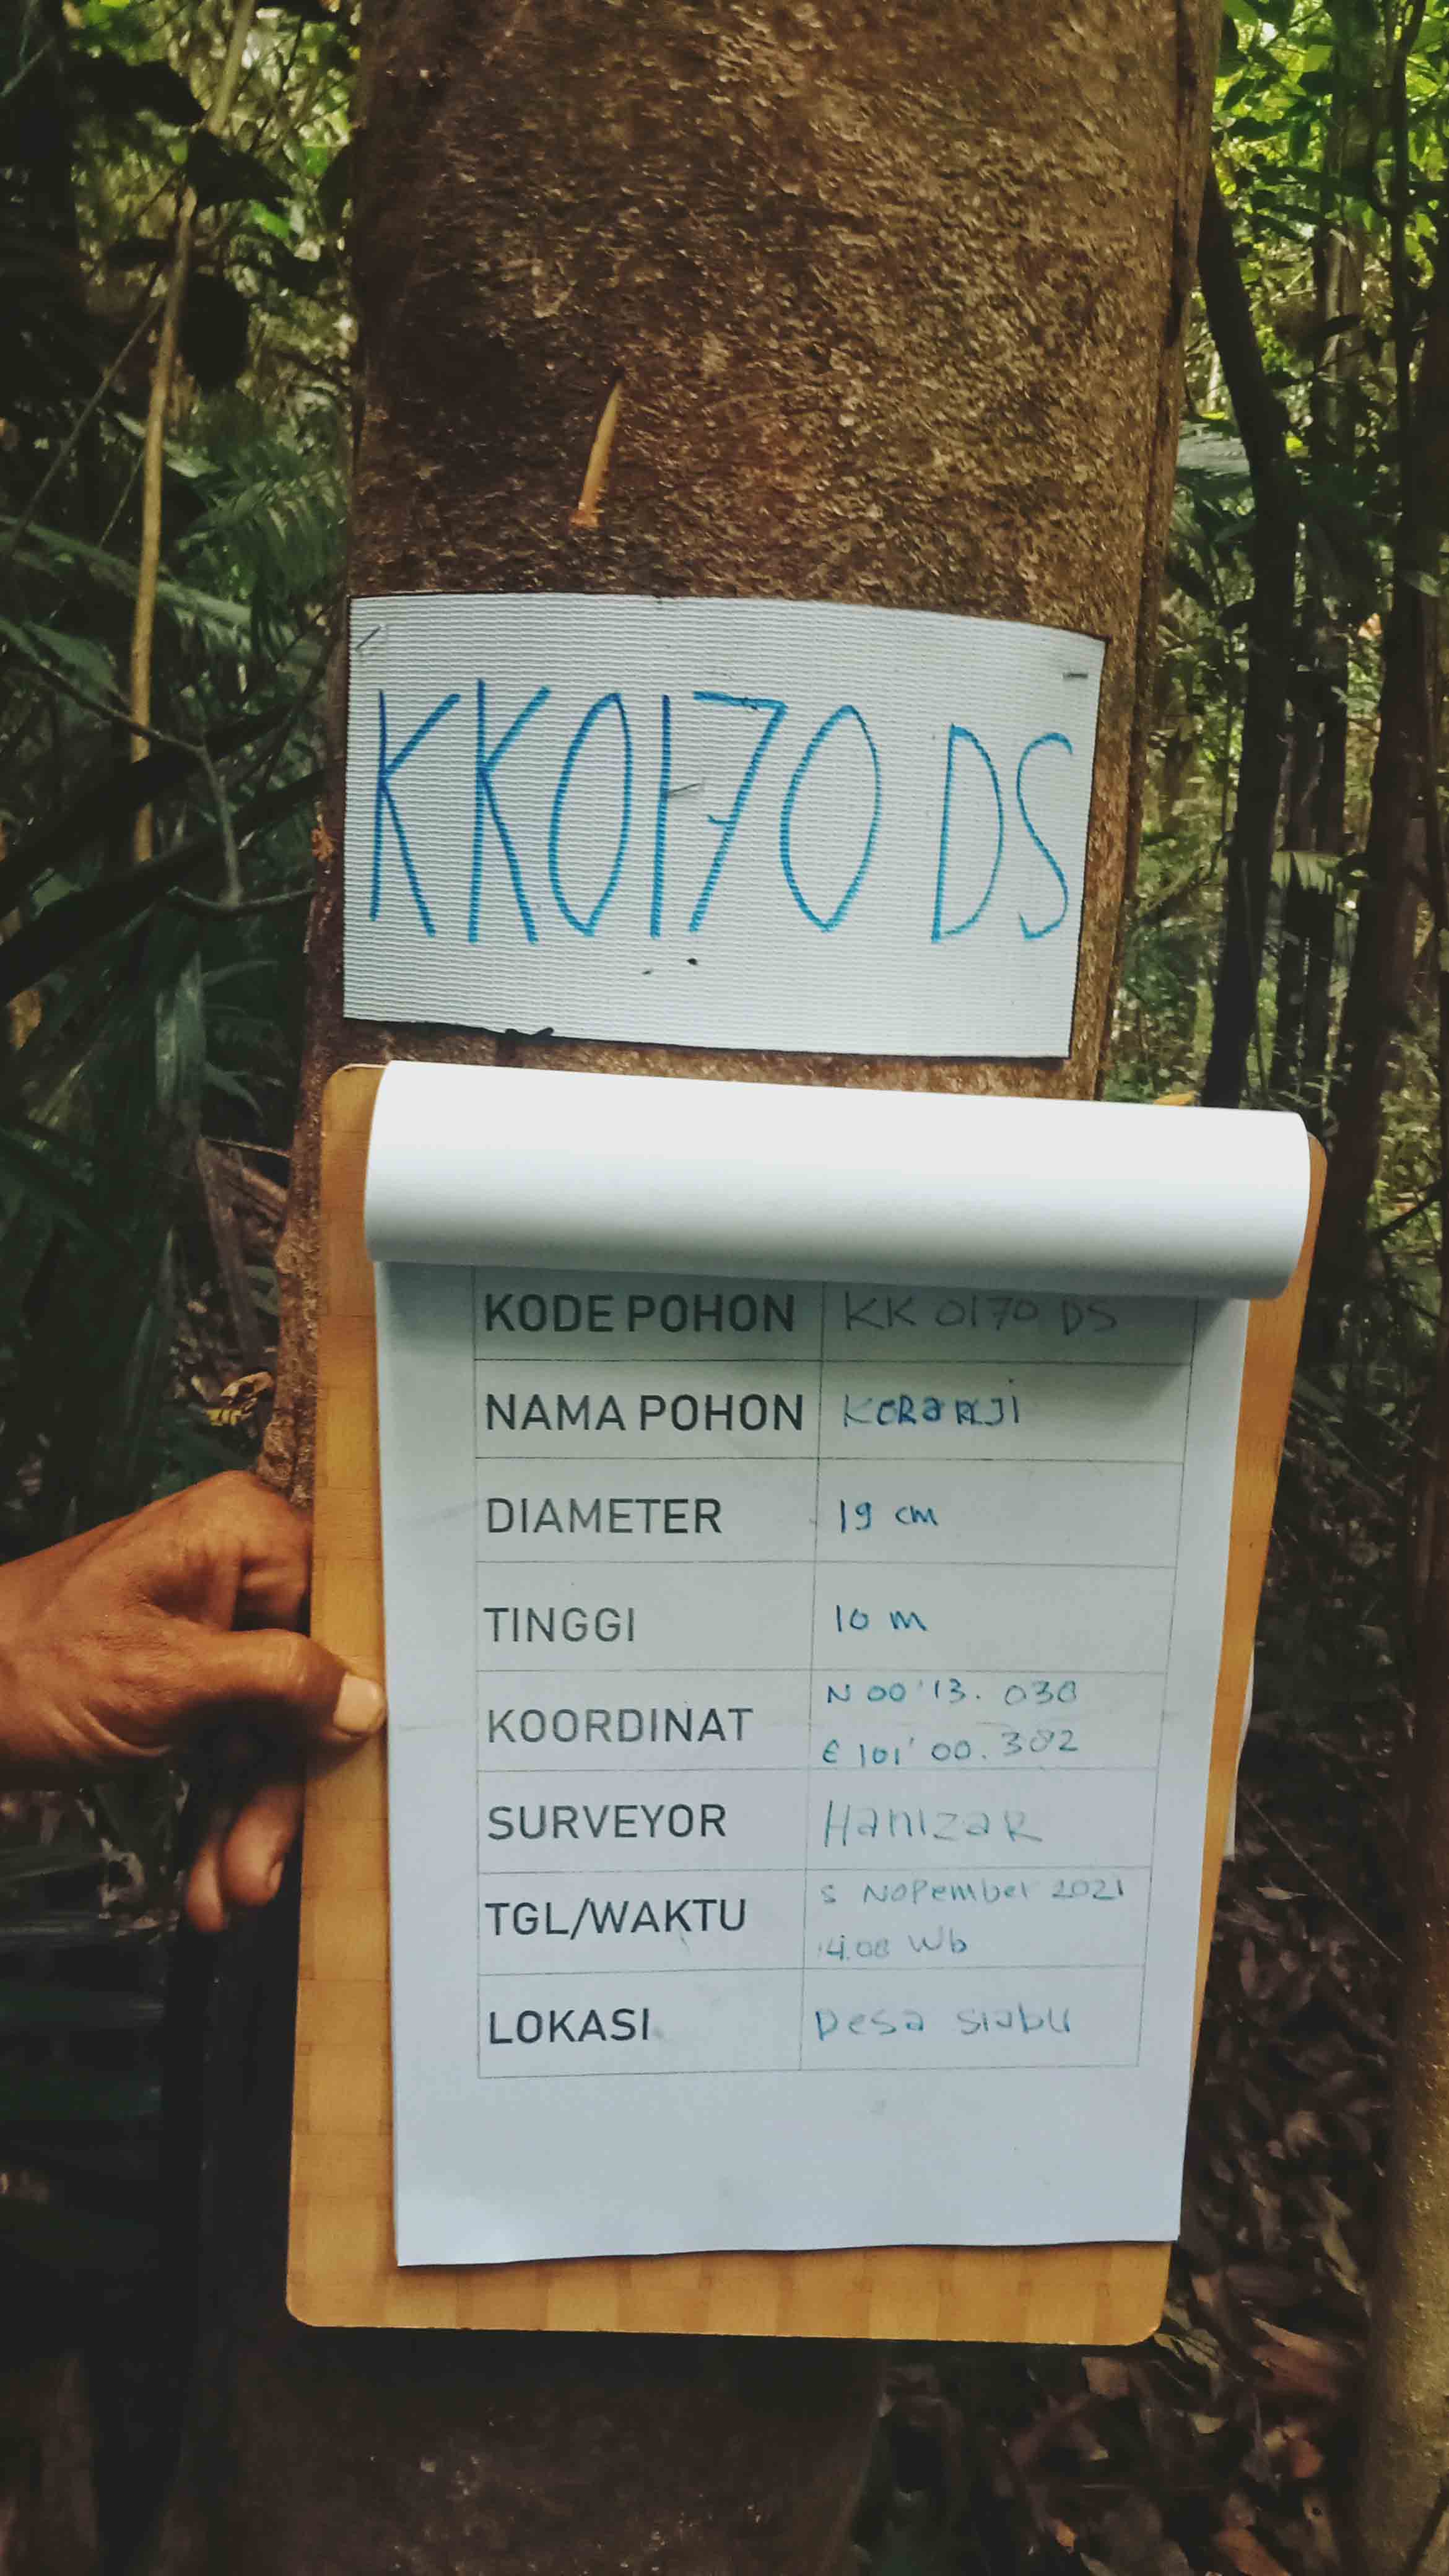 KK0170 DS
KODE POHON KK 0170 DS
NAMA POHON KeRanji
DIAMETER 19 cm
TINGGI 10 m
KOORDINAT N 00'13. 030
E 101' 00. 302
SURVEYOR HanizaR
TGL/WAKTU 5 Nopember 2021
14.08 Wb
LOKASI Desa siabu